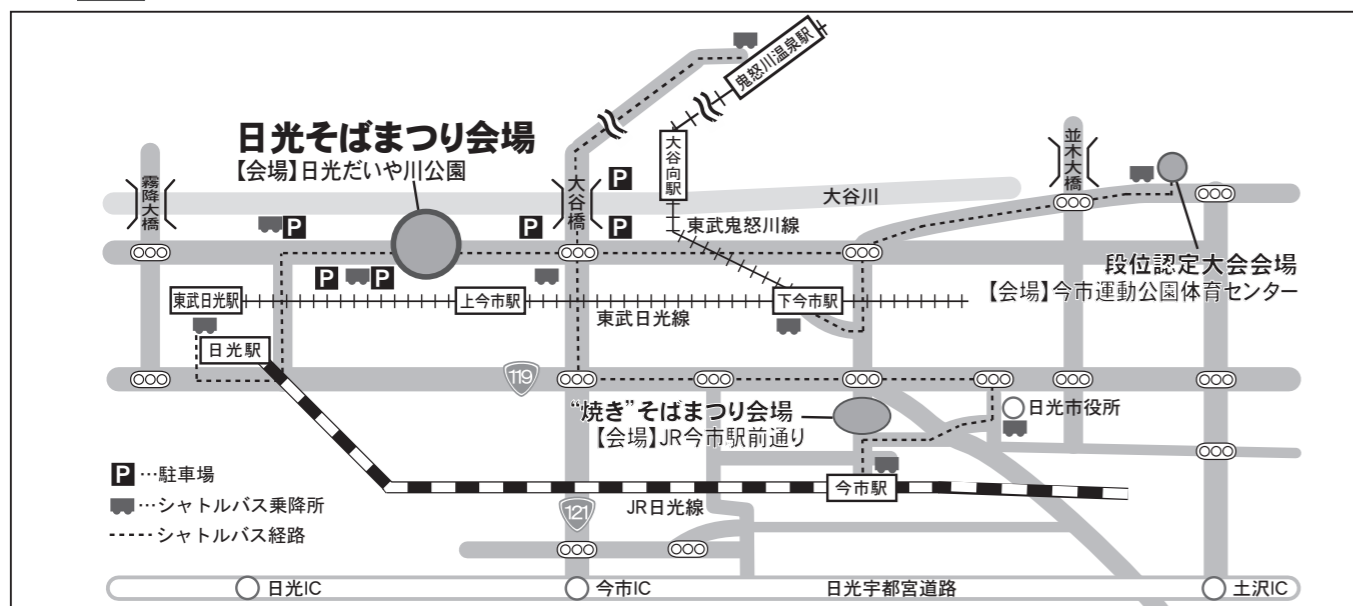 鬼怒川温泉駅
日光そばまつり会場
【会場】日光だいや川公園
霧降大橋
大谷橋
P
大谷向駅
並木大橋
大谷川
P
P
P
東武鬼怒川線
P
P
段位認定大会会場
【会場】今市運動公園体育センター
東武日光駅
上今市駅
下今市駅
東武日光線
日光駅
119
“焼き”そばまつり会場
【会場】JR今市駅前通り
日光市役所
P…駐車場
…シャトルバス乗降所
シャトルバス経路
今市駅
JR日光線
121
日光IC
今市IC
日光宇都宮道路
土沢IC